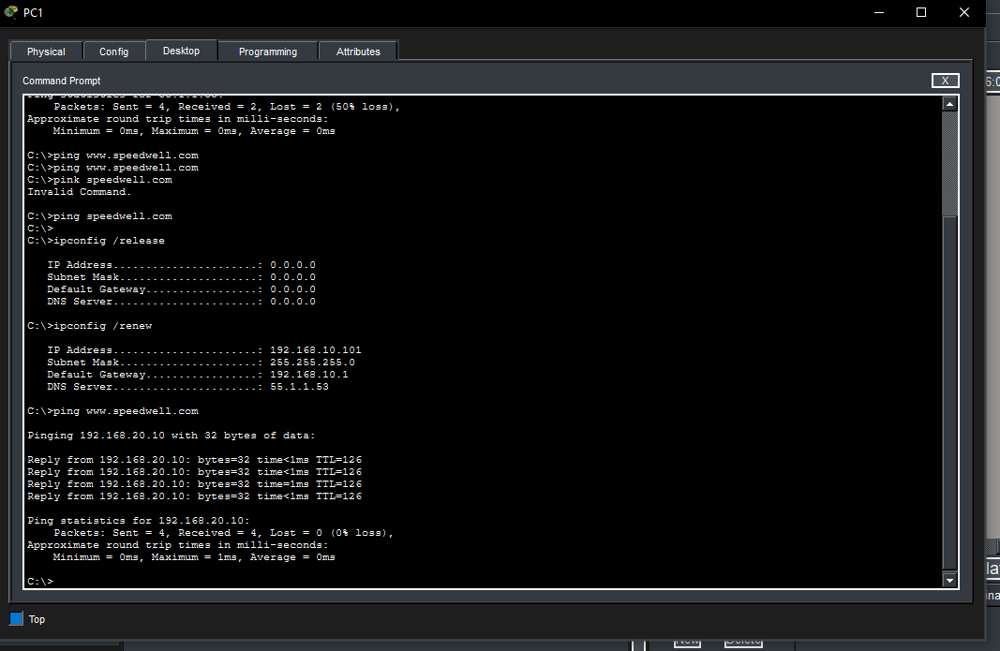 PC1
Physical Config Desktop Programming Attributes
Command Prompt X
Packets: Sent = 4, Received = 2, Lost = 2 (50% loss),
Approximate round trip times in milli-seconds:
Minimum = 0ms, Maximum = 0ms, Average = 0ms
C:\>ping www.speedwell.com
C:\>ping www.speedwell.com
C:\>pink speedwell.com
Invalid Command.
C:\>ping speedwell.com
C:\>
C:\>ipconfig /release
IP Address......................: 0.0.0.0
Subnet Mask.....................: 0.0.0.0
Default Gateway.................: 0.0.0.0
DNS Server......................: 0.0.0.0
C:\>ipconfig /renew
IP Address......................: 192.168.10.101
Subnet Mask.....................: 255.255.255.0
Default Gateway.................: 192.168.10.1
DNS Server......................: 55.1.1.53
C:\>ping www.speedwell.com
Pinging 192.168.20.10 with 32 bytes of data:
Reply from 192.168.20.10: bytes=32 time<1ms TTL=126
Reply from 192.168.20.10: bytes=32 time<1ms TTL=126
Reply from 192.168.20.10: bytes=32 time=1ms TTL=126
Reply from 192.168.20.10: bytes=32 time<1ms TTL=126
Ping statistics for 192.168.20.10:
Packets: Sent = 4, Received = 4, Lost = 0 (0% loss),
Approximate round trip times in milli-seconds:
Minimum = 0ms, Maximum = 1ms, Average = 0ms
C:\>
Top